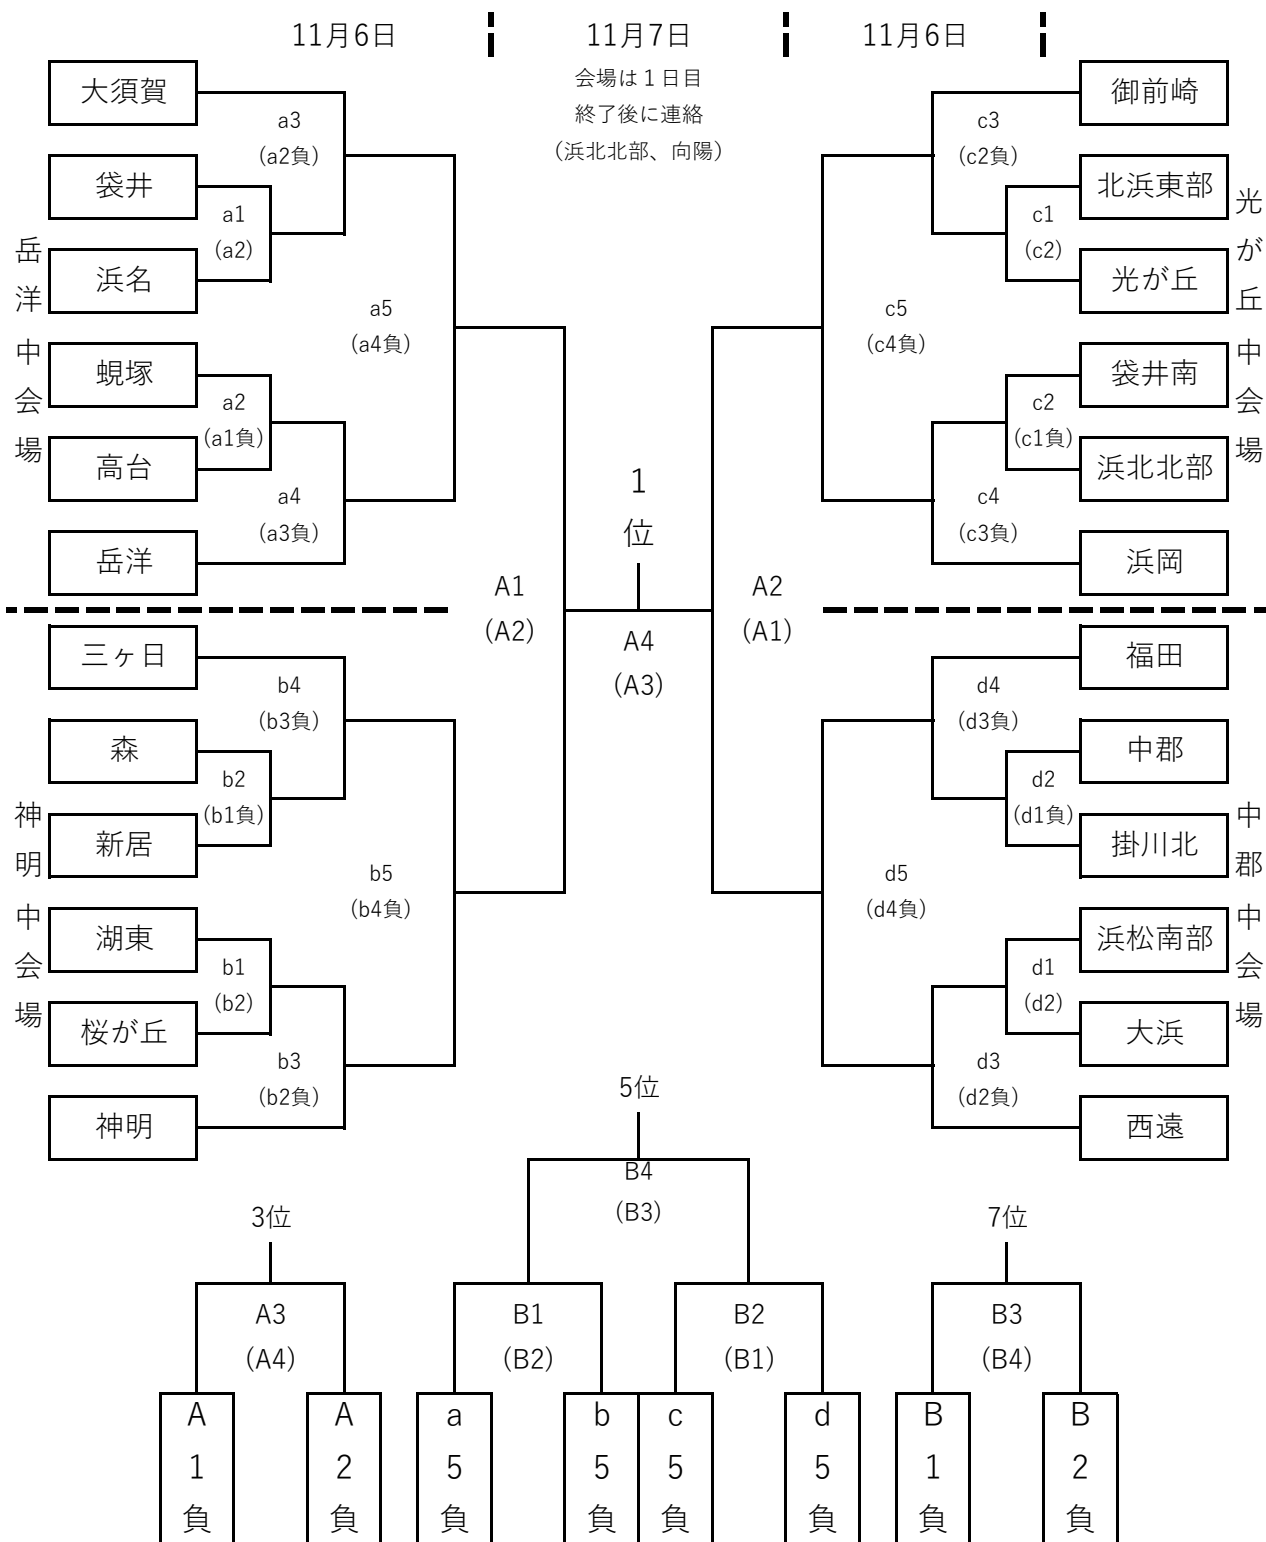 11月6日
11月7日
11月6日
会場は１日目
終了後に連絡
（浜北北部、向陽）
岳洋中会場
大須賀
a3
（a2負）
袋井
a1
（a2）
浜名
a5
（a4負）
蜆塚
a2
（a1負）
高台
a4
（a3負）
岳洋
神明中会場
三ヶ日
b4
（b3負）
森
b2
（b1負）
新居
b5
（b4負）
湖東
b1
（b2）
桜が丘
b3
（b2負）
神明
1位
A1
（A2）
A4
（A3）
A2
（A1）
光が丘中会場
御前崎
c3
（c2負）
北浜東部
c1
（c2）
光が丘
c5
（c4負）
袋井南
c2
（c1負）
浜北北部
c4
（c3負）
浜岡
中郡中会場
福田
d4
（d3負）
中郡
d2
（d1負）
掛川北
d5
（d4負）
浜松南部
d1
（d2）
大浜
d3
（d2負）
西遠
5位
B4
（B3）
3位
7位
A3
（A4）
B1
（B2）
B2
（B1）
B3
（B4）
A1負
A2負
a5負
b5負
c5負
d5負
B1負
B2負